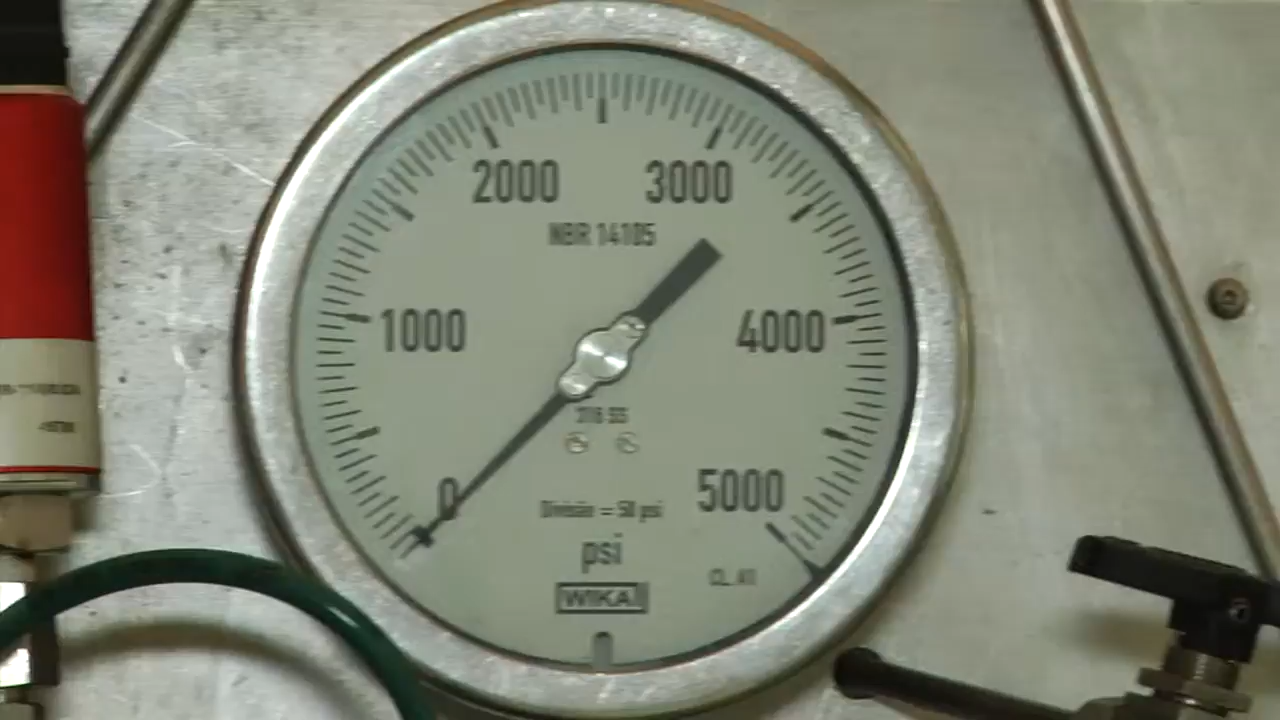 2000 3000
NBR 14105
1000 4000
316 SS
0 5000
Divisão = 50 psi
psi
CL. A1
WIKA